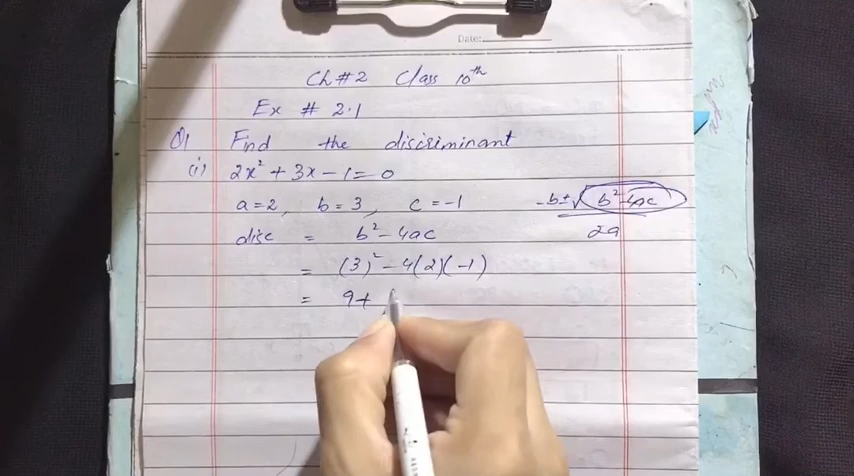 Date:
Ch # 2 Class 10th
Ex # 2.1
Q1 Find the discriminant
(i) 2x² + 3x - 1 = 0
a = 2, b = 3, c = -1
-b ± √b² - 4ac
2a
disc = b² - 4ac
= (3)² - 4(2)(-1)
= 9 +